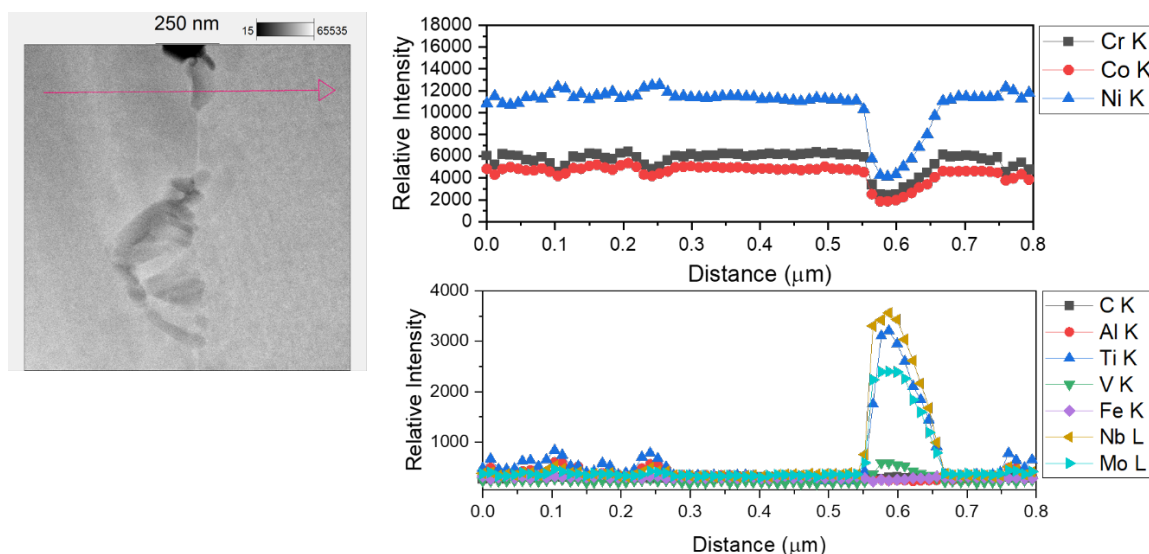 250 nm
15 65535
18000
16000
14000
12000
10000
8000
6000
4000
2000
0
Relative Intensity
0.0 0.1 0.2 0.3 0.4 0.5 0.6 0.7 0.8
Distance (μm)
Cr K
Co K
Ni K
4000
3000
2000
1000
Relative Intensity
0.0 0.1 0.2 0.3 0.4 0.5 0.6 0.7 0.8
Distance (μm)
C K
Al K
Ti K
V K
Fe K
Nb L
Mo L